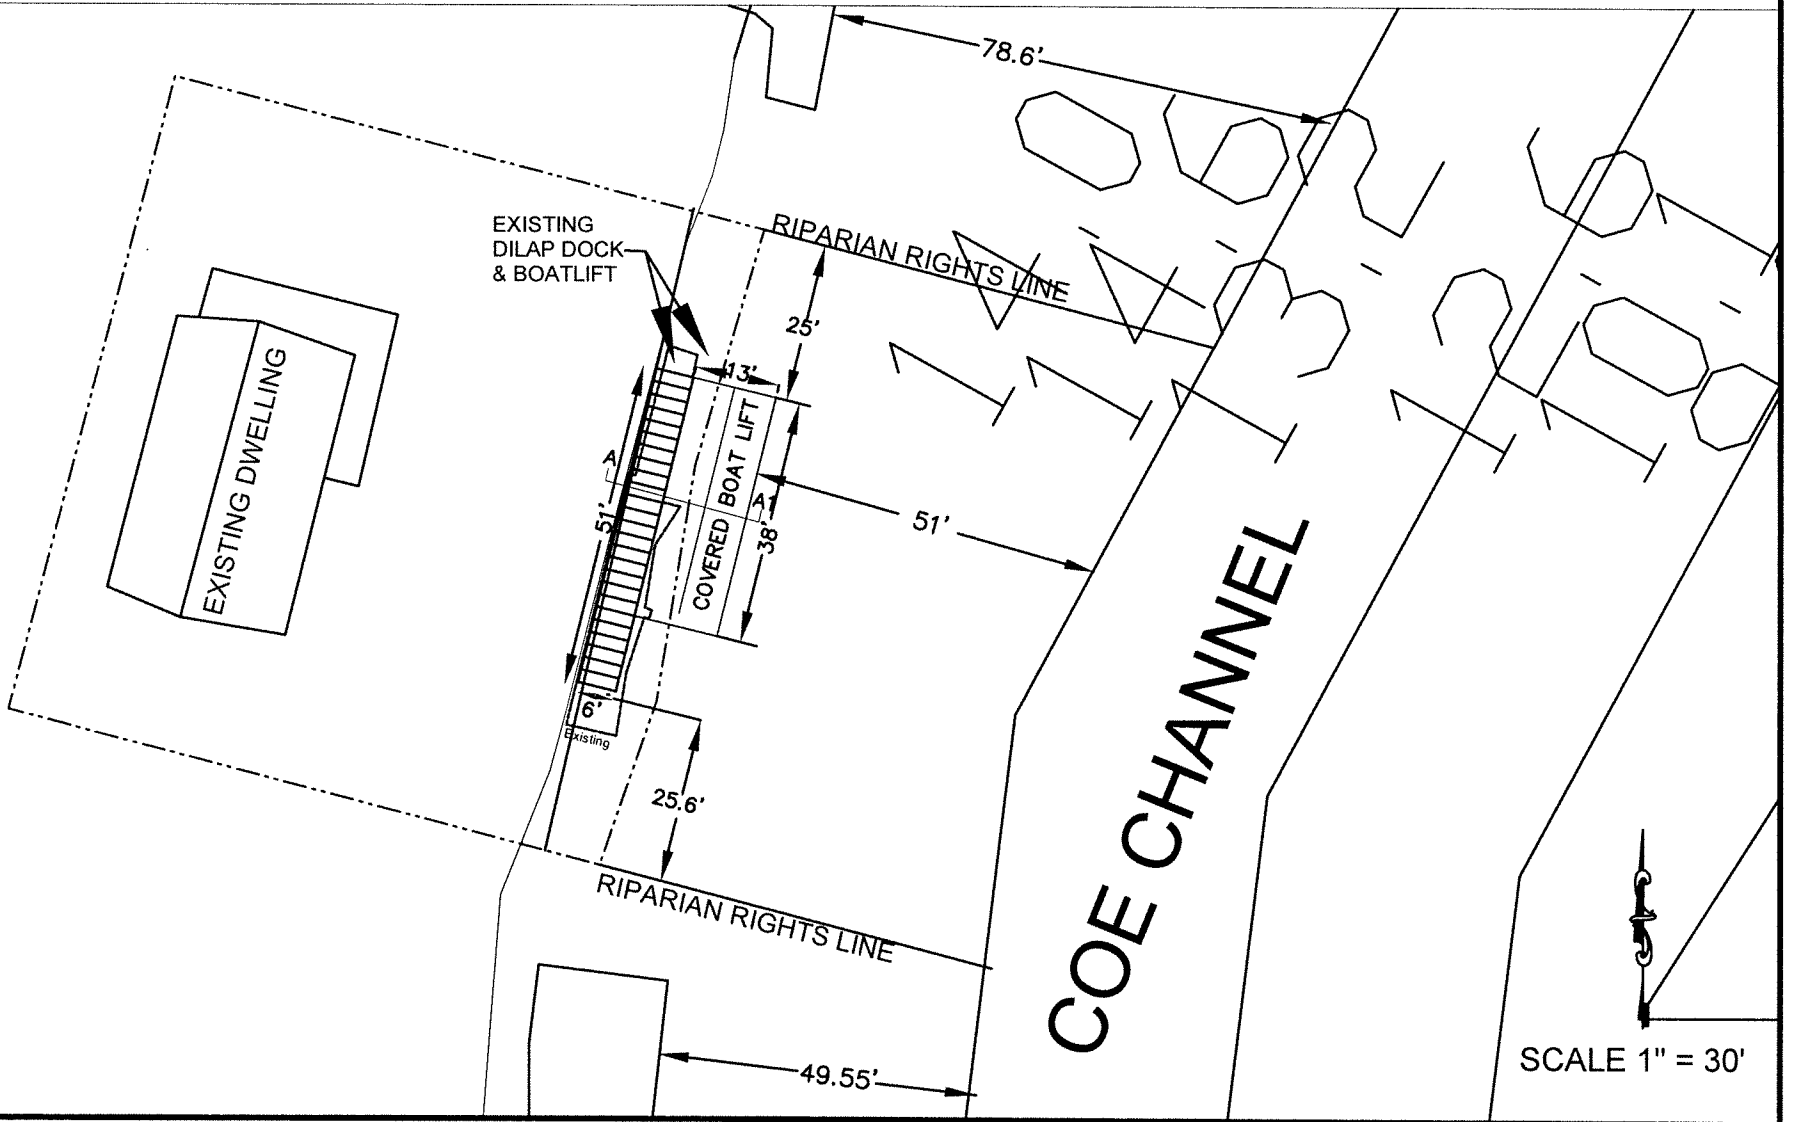 78.6'
EXISTING
DILAP DOCK
& BOATLIFT
RIPARIAN RIGHTS LINE
25'
13'
EXISTING DWELLING
COVERED BOAT LIFT
A
A1
51'
38'
51'
6'
Existing
25.6'
RIPARIAN RIGHTS LINE
COE CHANNEL
49.55'
SCALE 1" = 30'